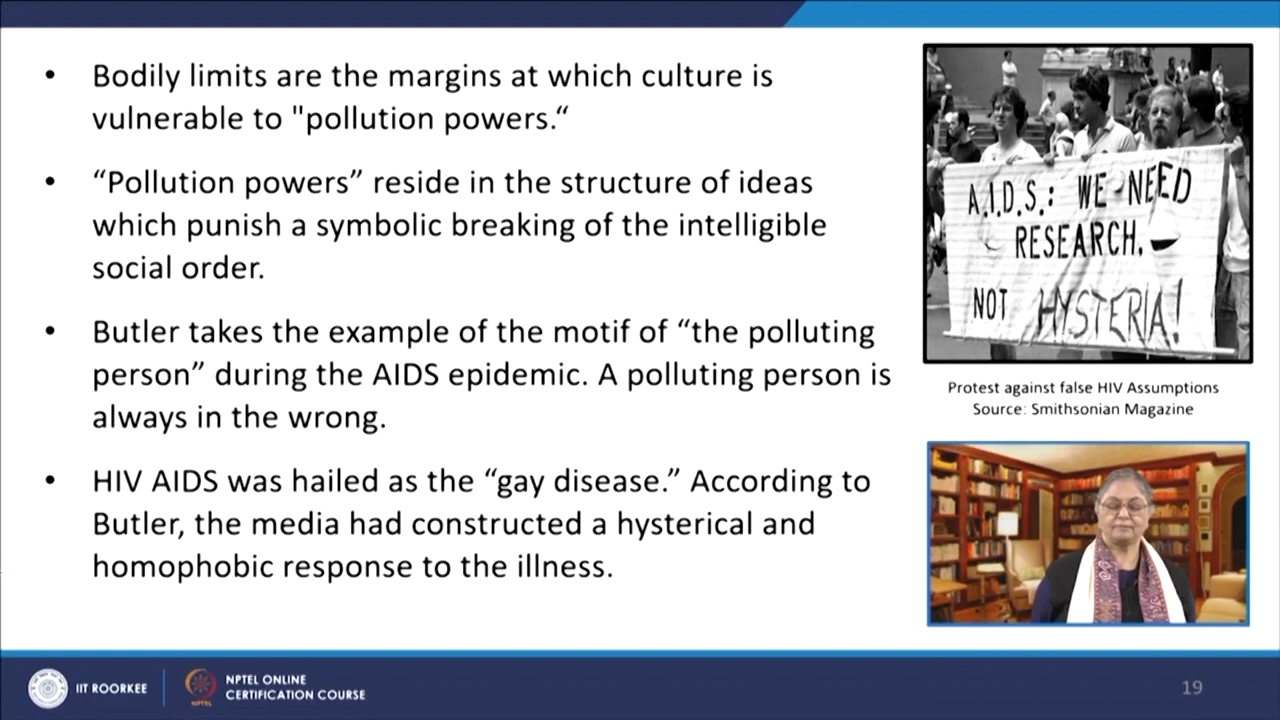 • Bodily limits are the margins at which culture is
vulnerable to "pollution powers.“
• “Pollution powers” reside in the structure of ideas
which punish a symbolic breaking of the intelligible
social order.
• Butler takes the example of the motif of “the polluting
person” during the AIDS epidemic. A polluting person is
always in the wrong.
• HIV AIDS was hailed as the “gay disease.” According to
Butler, the media had constructed a hysterical and
homophobic response to the illness.
A.I.D.S.: WE NEED
RESEARCH,
NOT HYSTERIA!
Protest against false HIV Assumptions
Source: Smithsonian Magazine
IIT ROORKEE
NPTEL
NPTEL ONLINE
CERTIFICATION COURSE
19